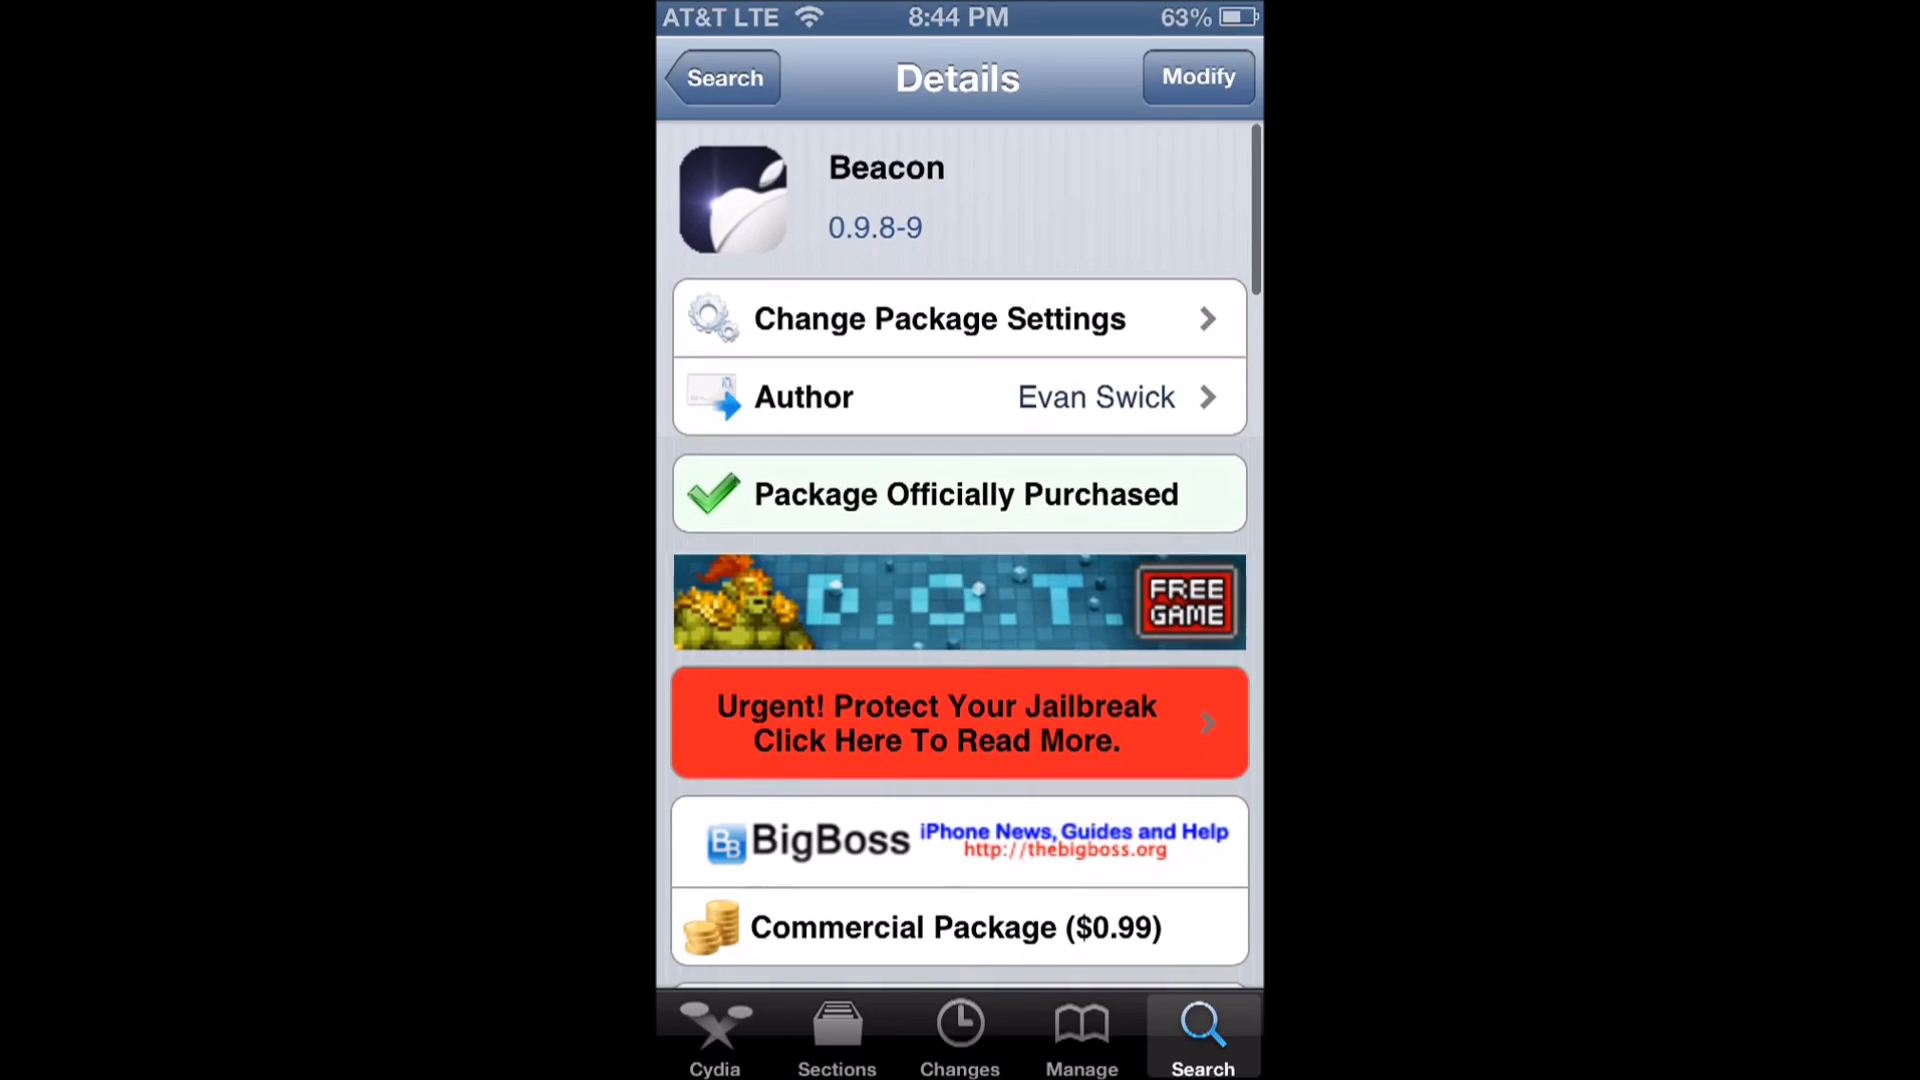 AT&T LTE 8:44 PM 63%
Search Details Modify
Beacon
0.9.8-9
Change Package Settings
Author Evan Swick
Package Officially Purchased
D.O.T. FREE GAME
Urgent! Protect Your Jailbreak
Click Here To Read More.
BB BigBoss iPhone News, Guides and Help
http://thebigboss.org
Commercial Package ($0.99)
Cydia Sections Changes Manage Search